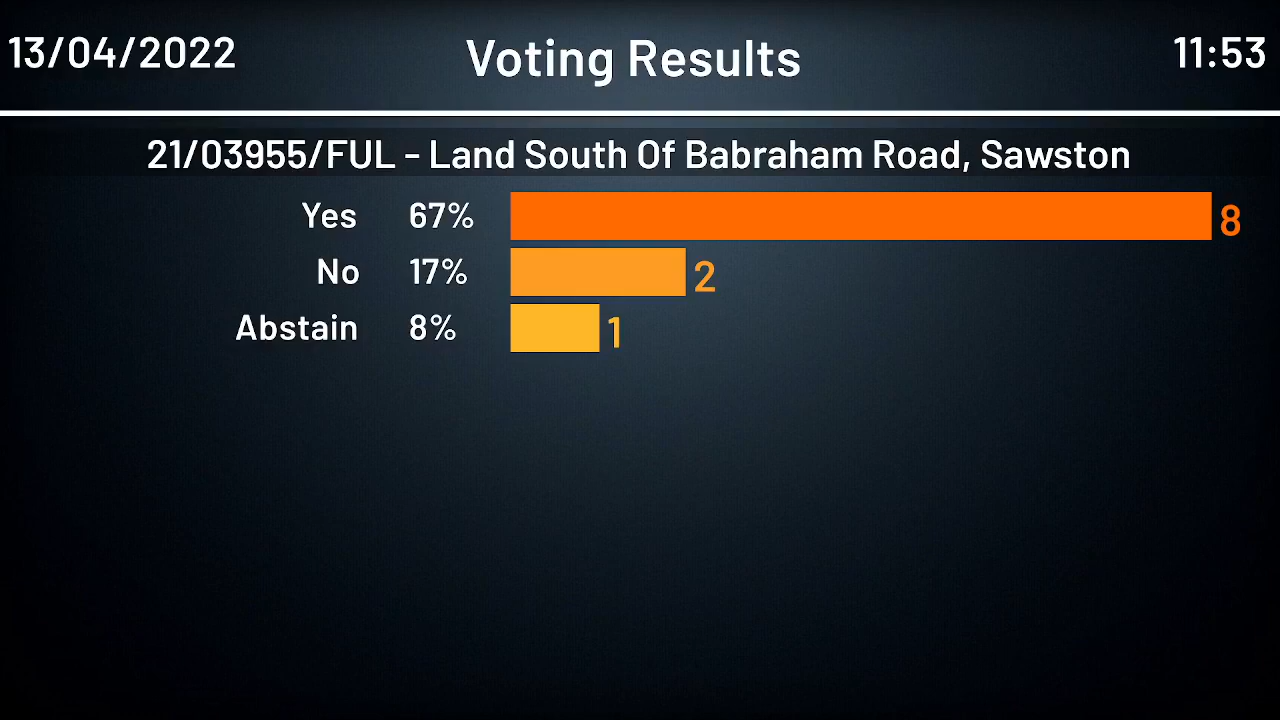 13/04/2022 Voting Results 11:53
21/03955/FUL - Land South Of Babraham Road, Sawston
Yes 67% 8
No 17% 2
Abstain 8% 1